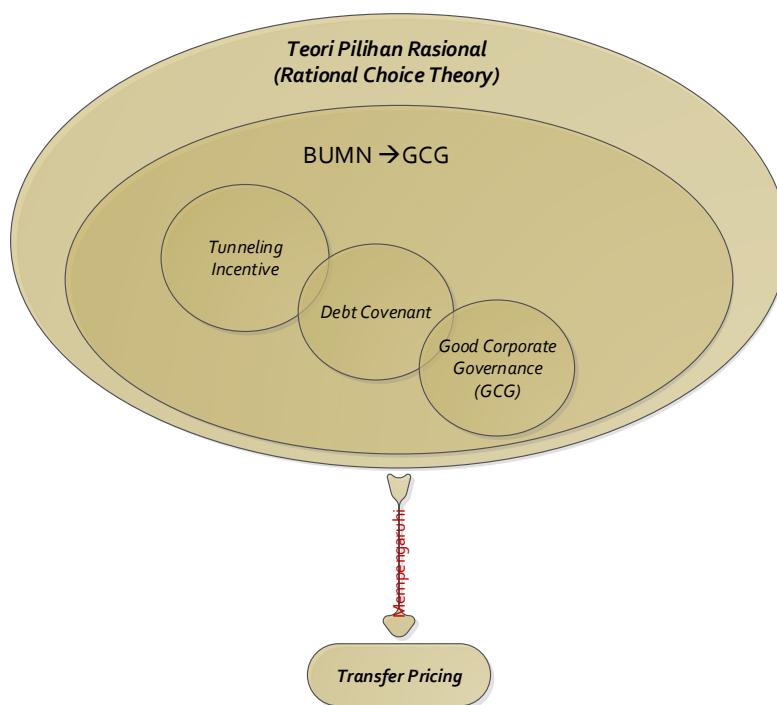 Teori Pilihan Rasional
(Rational Choice Theory)
BUMN →GCG
Tunneling
Incentive
Debt Covenant
Good Corporate
Governance
(GCG)
Mempengaruhi
Transfer Pricing